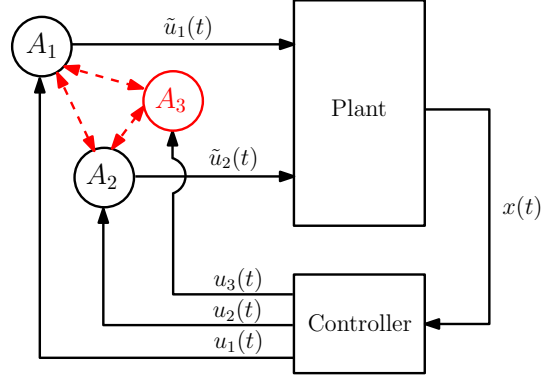 ũ₁(t)
A₁
A₃
Plant
ũ₂(t)
A₂
x(t)
u₃(t)
u₂(t)
Controller
u₁(t)